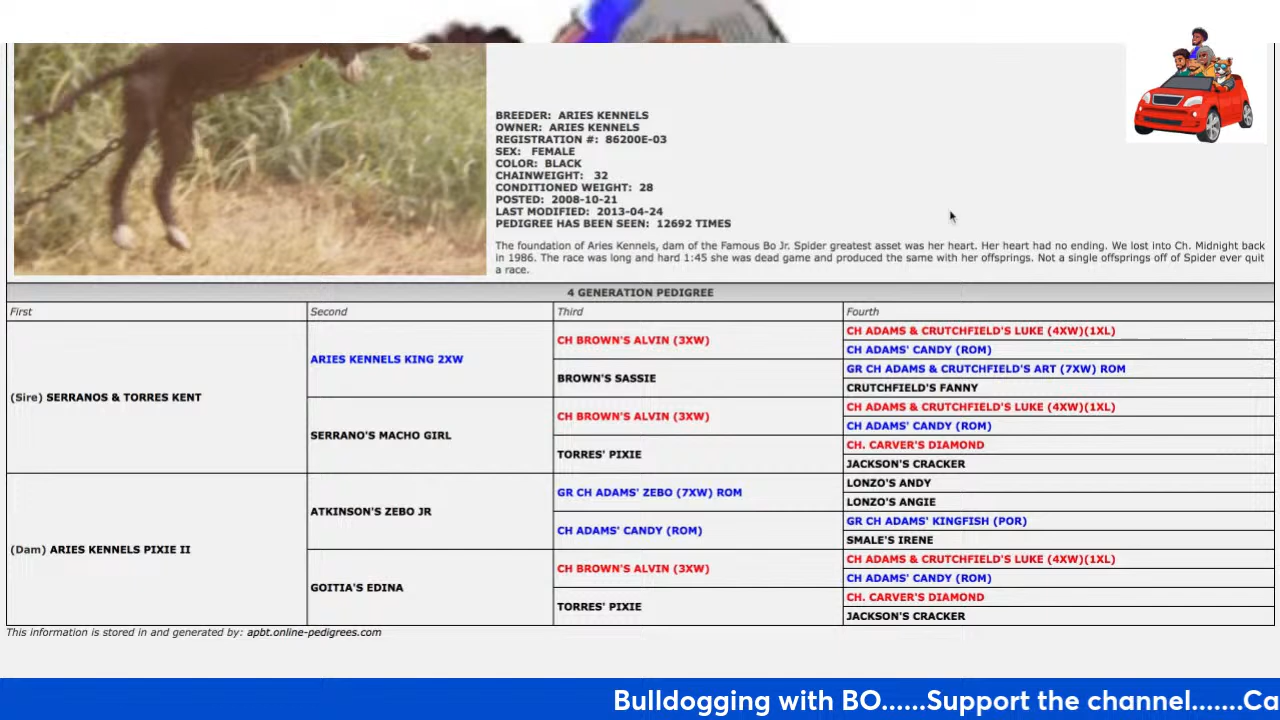 BREEDER: ARIES KENNELS
OWNER: ARIES KENNELS
REGISTRATION #: 86200E-03
SEX: FEMALE
COLOR: BLACK
CHAINWEIGHT: 32
CONDITIONED WEIGHT: 28
POSTED: 2008-10-21
LAST MODIFIED: 2013-04-24
PEDIGREE HAS BEEN SEEN: 12692 TIMES
The foundation of Aries Kennels, dam of the Famous Bo Jr. Spider greatest asset was her heart. Her heart had no ending. We lost into Ch. Midnight back
in 1986. The race was long and hard 1:45 she was dead game and produced the same with her offsprings. Not a single offsprings off of Spider ever quit
a race.
4 GENERATION PEDIGREE
First Second Third Fourth
(Sire) SERRANOS & TORRES KENT
ARIES KENNELS KING 2XW
CH BROWN'S ALVIN (3XW)
CH ADAMS & CRUTCHFIELD'S LUKE (4XW)(1XL)
CH ADAMS' CANDY (ROM)
BROWN'S SASSIE
GR CH ADAMS & CRUTCHFIELD'S ART (7XW) ROM
CRUTCHFIELD'S FANNY
SERRANO'S MACHO GIRL
CH BROWN'S ALVIN (3XW)
CH ADAMS & CRUTCHFIELD'S LUKE (4XW)(1XL)
CH ADAMS' CANDY (ROM)
TORRES' PIXIE
CH. CARVER'S DIAMOND
JACKSON'S CRACKER
(Dam) ARIES KENNELS PIXIE II
ATKINSON'S ZEBO JR
GR CH ADAMS' ZEBO (7XW) ROM
LONZO'S ANDY
LONZO'S ANGIE
CH ADAMS' CANDY (ROM)
GR CH ADAMS' KINGFISH (POR)
SMALE'S IRENE
GOITIA'S EDINA
CH BROWN'S ALVIN (3XW)
CH ADAMS & CRUTCHFIELD'S LUKE (4XW)(1XL)
CH ADAMS' CANDY (ROM)
TORRES' PIXIE
CH. CARVER'S DIAMOND
JACKSON'S CRACKER
This information is stored in and generated by: apbt.online-pedigrees.com
Bulldogging with BO......Support the channel.......Ca